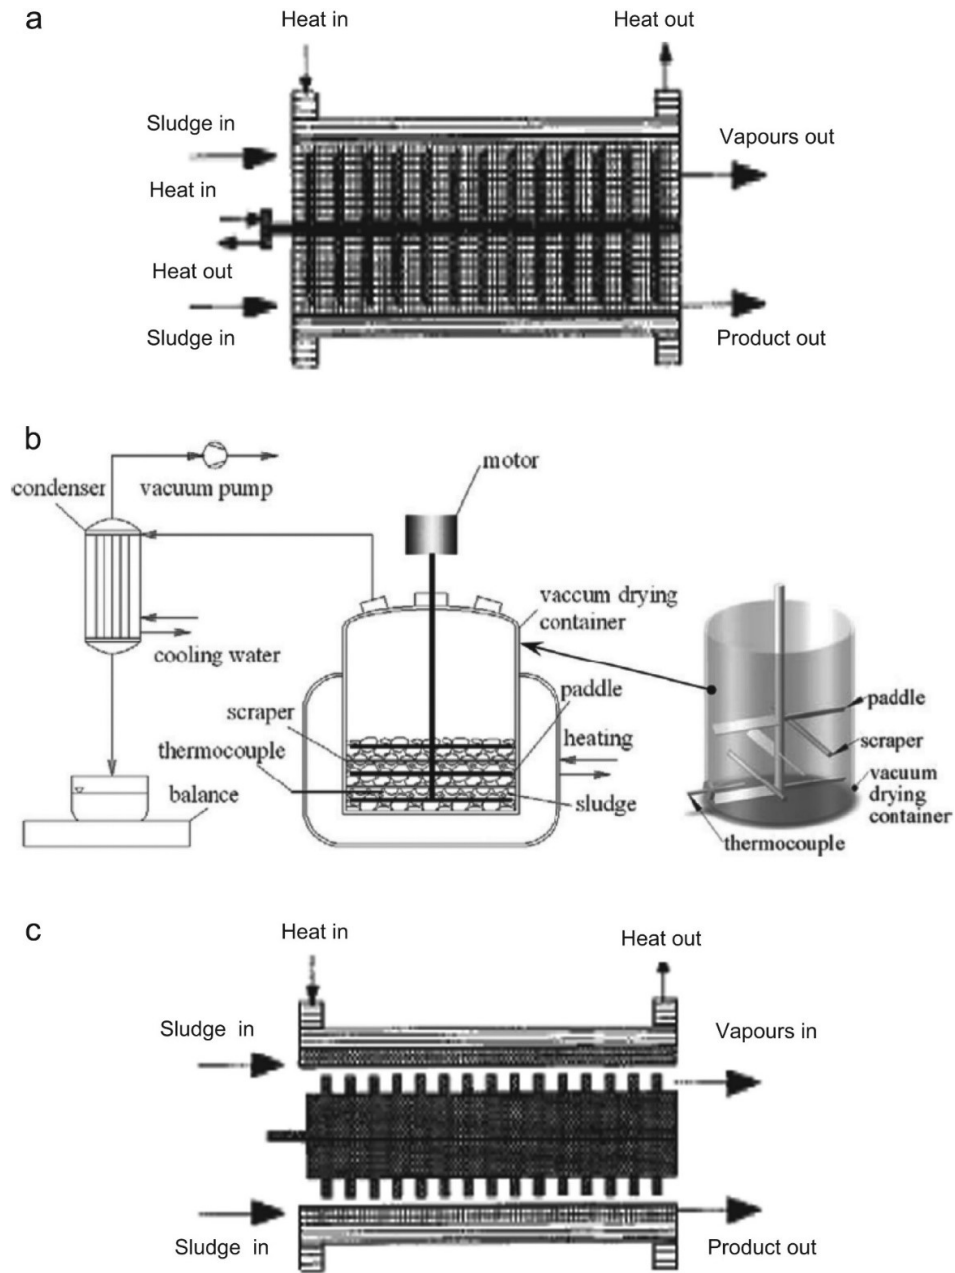 a
Heat in
Heat out
Sludge in
Vapours out
Heat in
Heat out
Sludge in
Product out
b
motor
condenser
vacuum pump
vaccum drying
container
cooling water
paddle
scraper
thermocouple
heating
balance
sludge
paddle
scraper
vacuum
drying
container
thermocouple
c
Heat in
Heat out
Sludge in
Vapours in
Sludge in
Product out